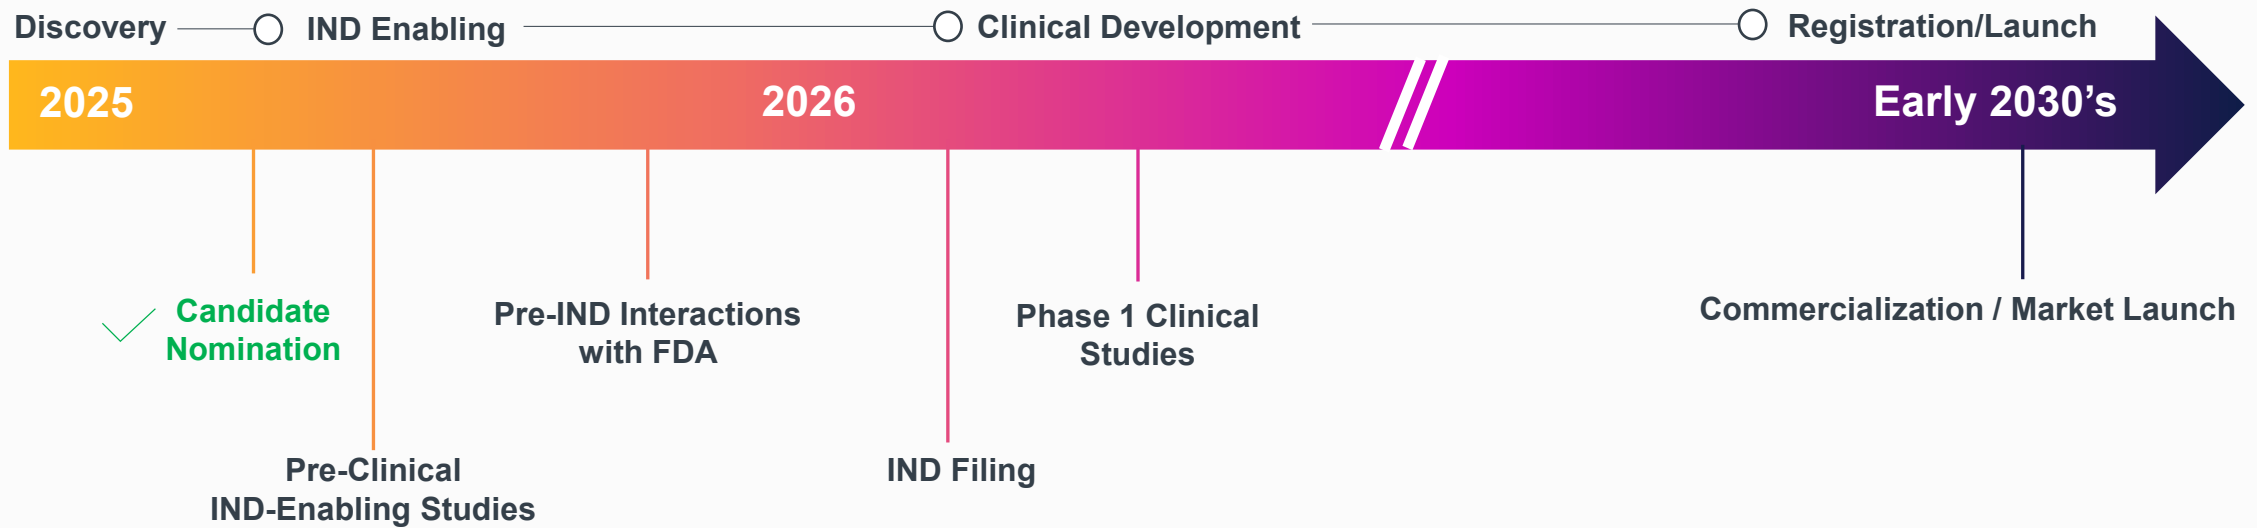 Discovery
IND Enabling
Clinical Development
Registration/Launch
2025
2026
Early 2030’s
Candidate
Nomination
Pre-IND Interactions
with FDA
Phase 1 Clinical
Studies
Commercialization / Market Launch
Pre-Clinical
IND-Enabling Studies
IND Filing